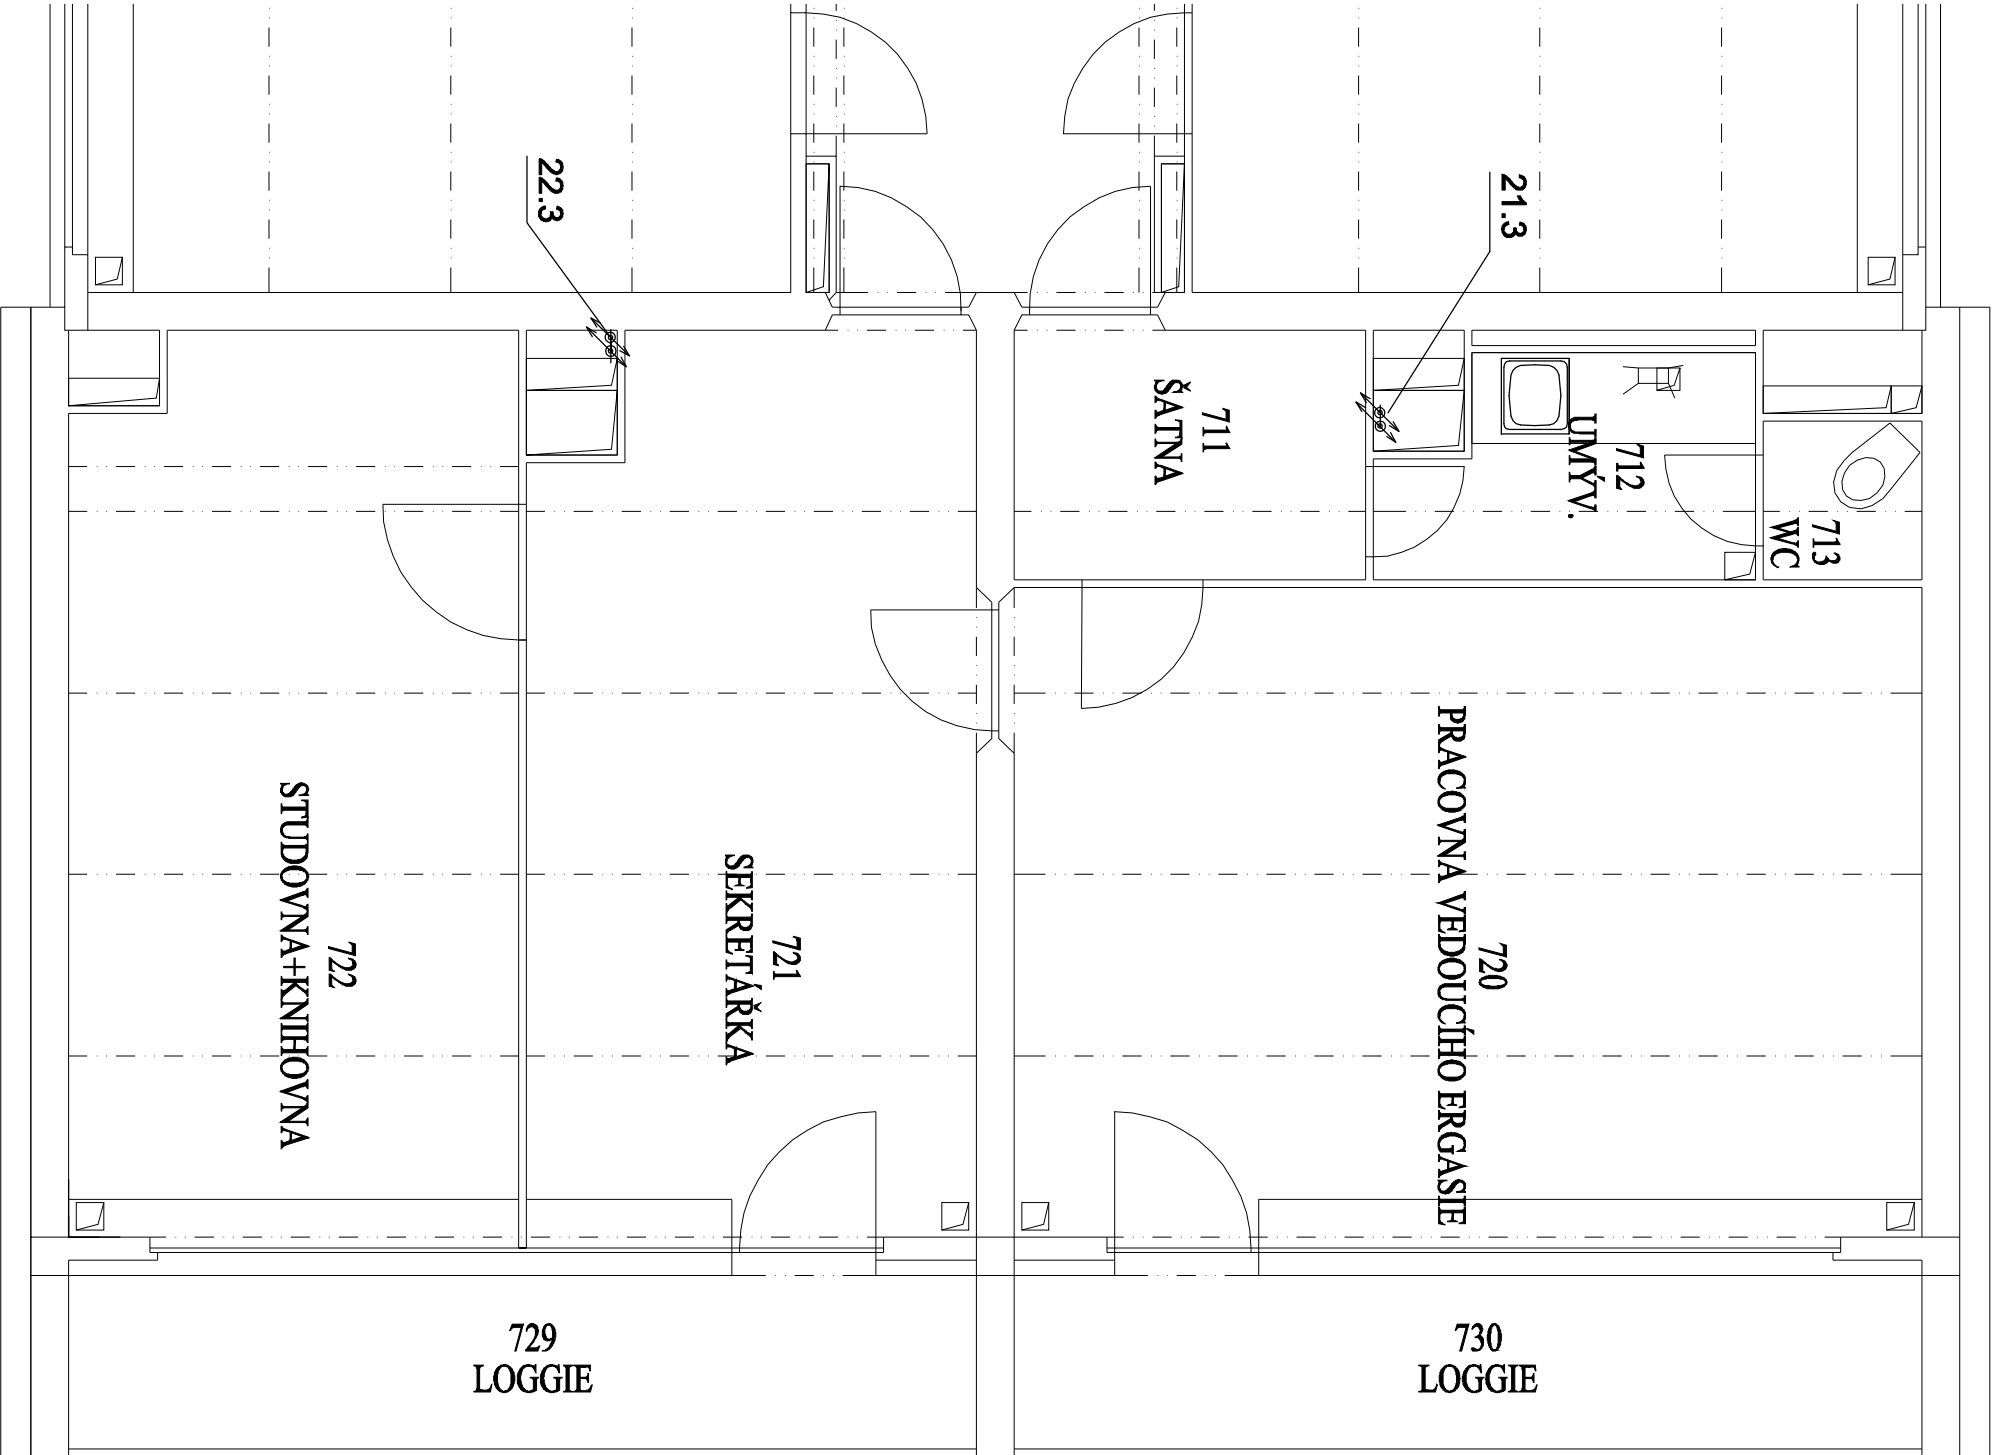 22.3
21.3
711
ŠATNA
712
UMÝV.
713
WC
720
PRACOVNA VEDOUCÍHO ERGASIE
721
SEKRETÁŘKA
722
STUDOVNA+KNIHOVNA
729
LOGGIE
730
LOGGIE